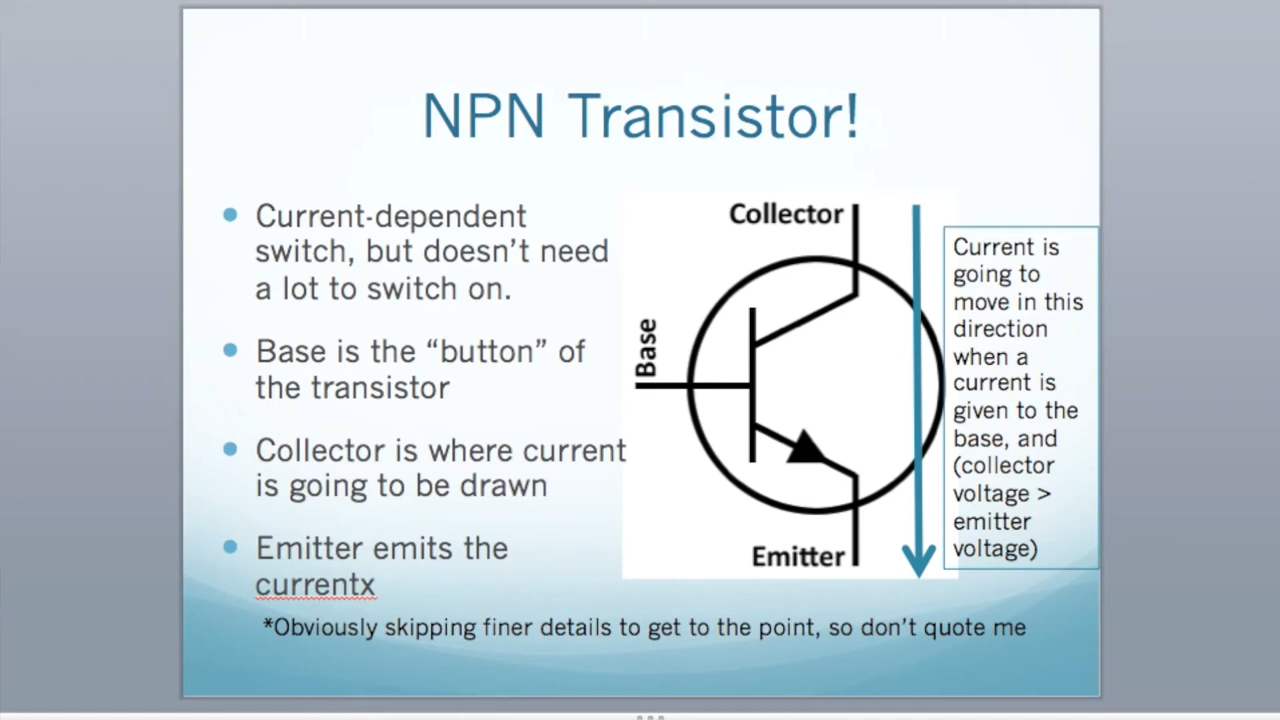 NPN Transistor!
Current-dependent
switch, but doesn't need
a lot to switch on.
Base is the “button” of
the transistor
Collector is where current
is going to be drawn
Emitter emits the
currentx
Collector
Base
Emitter
Current is
going to
move in this
direction
when a
current is
given to the
base, and
(collector
voltage >
emitter
voltage)
*Obviously skipping finer details to get to the point, so don't quote me